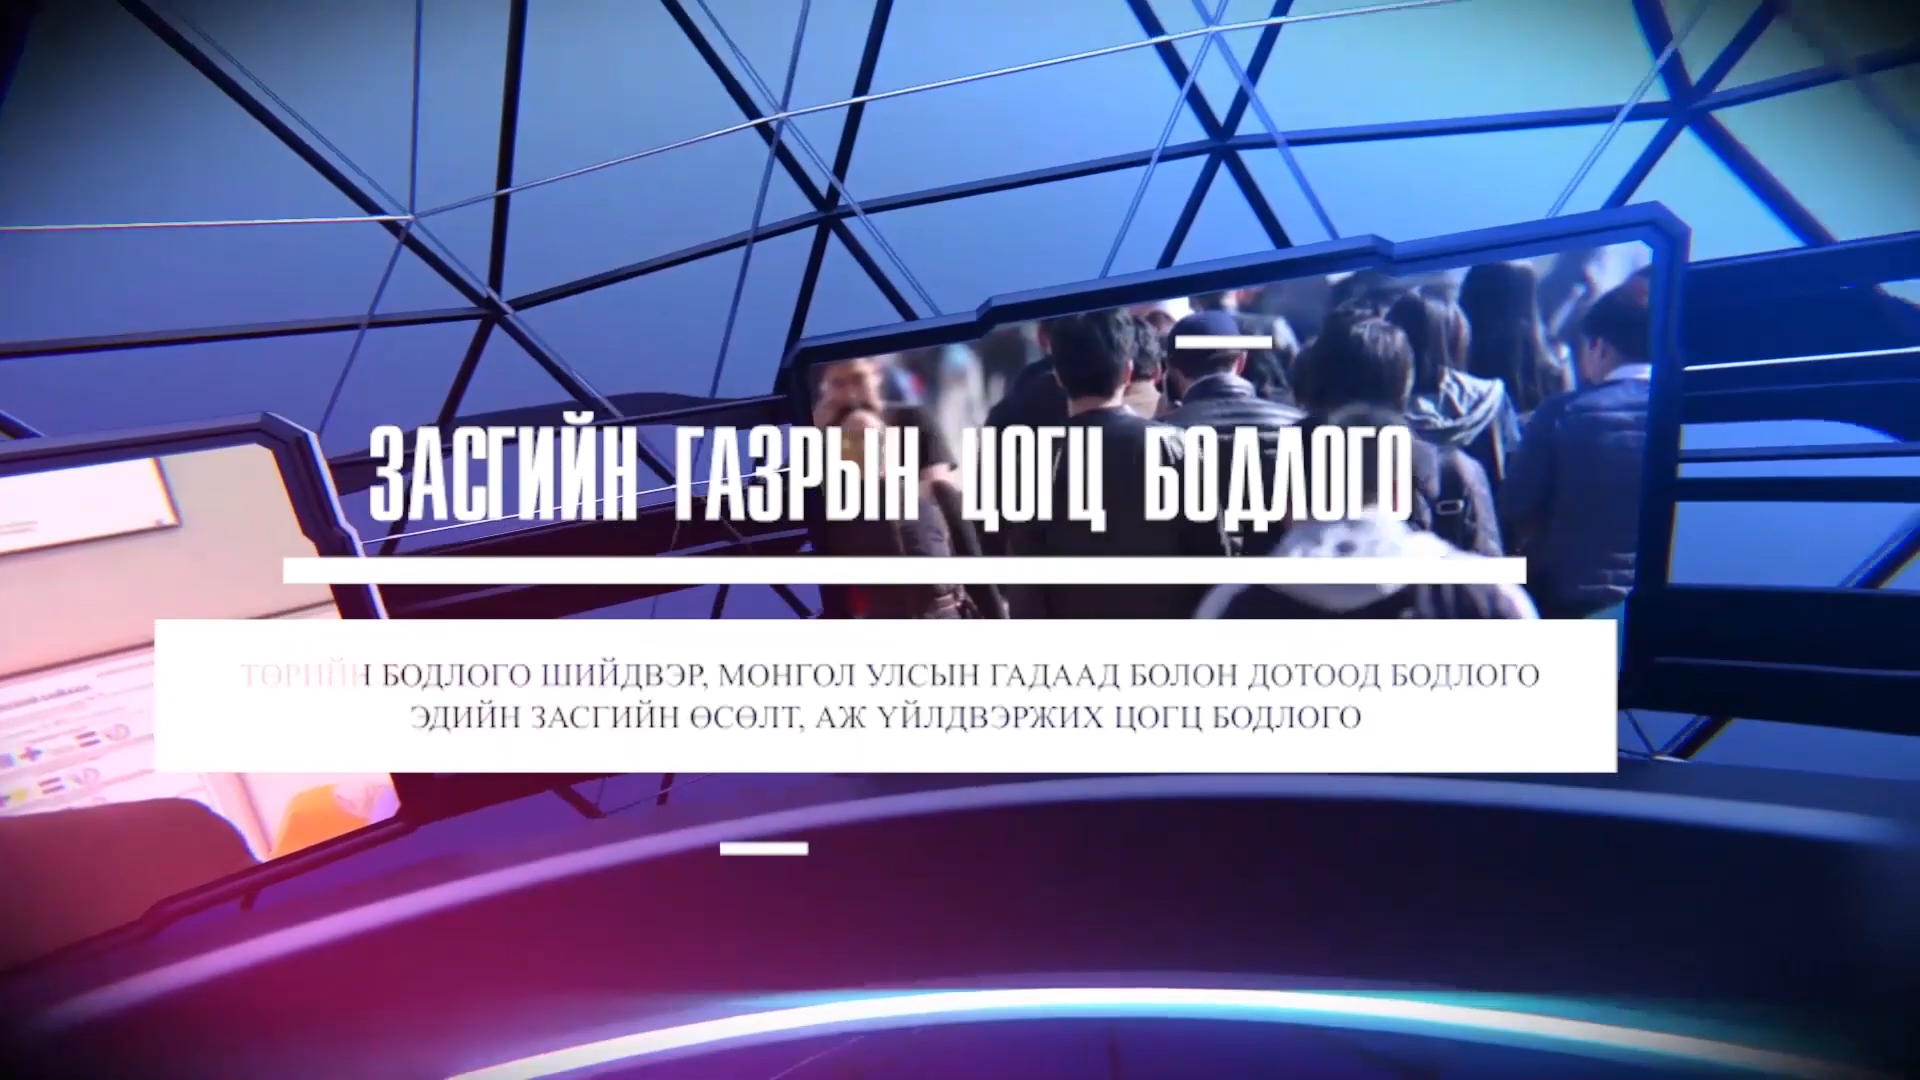 ЗАСГИЙН ГАЗРЫН ЦОГЦ БОДЛОГО
ТӨРИЙН БОДЛОГО ШИЙДВЭР, МОНГОЛ УЛСЫН ГАДААД БОЛОН ДОТООД БОДЛОГО
ЭДИЙН ЗАСГИЙН ӨСӨЛТ, АЖ ҮЙЛДВЭРЖИХ ЦОГЦ БОДЛОГО